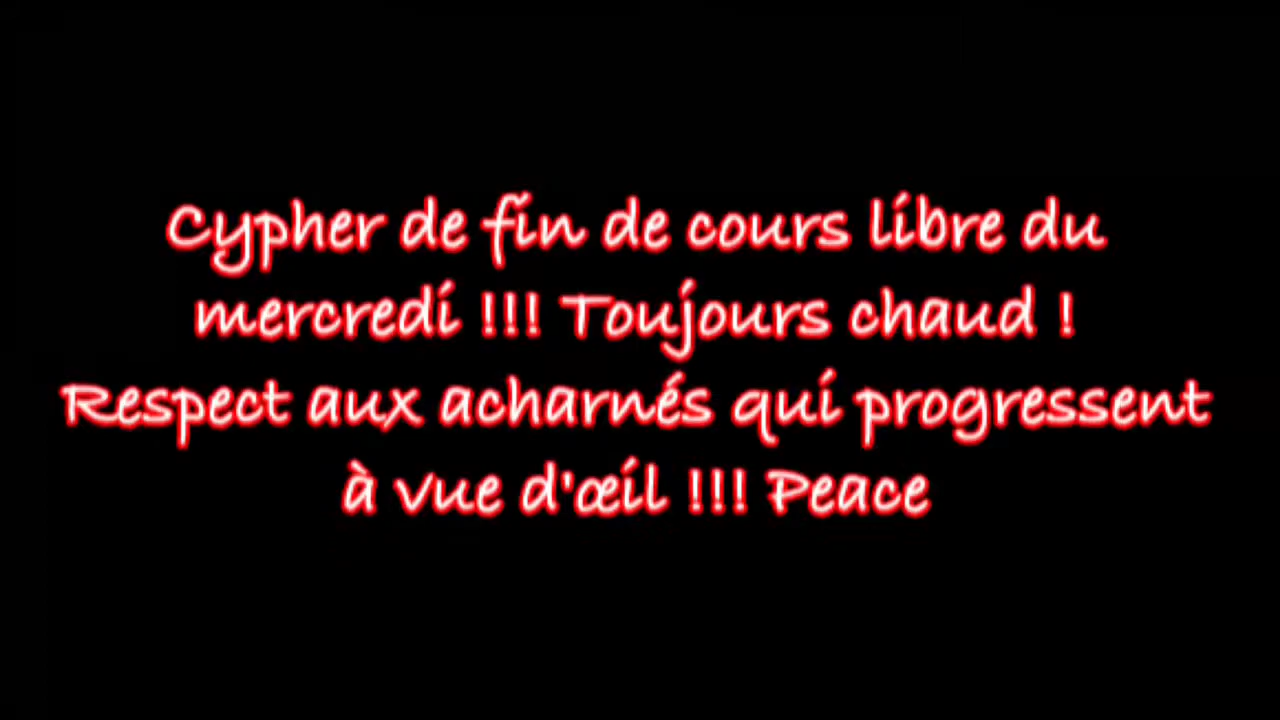 Cypher de fin de cours libre du
mercredi !!! Toujours chaud !
Respect aux acharnés qui progressent
à vue d'œil !!! Peace